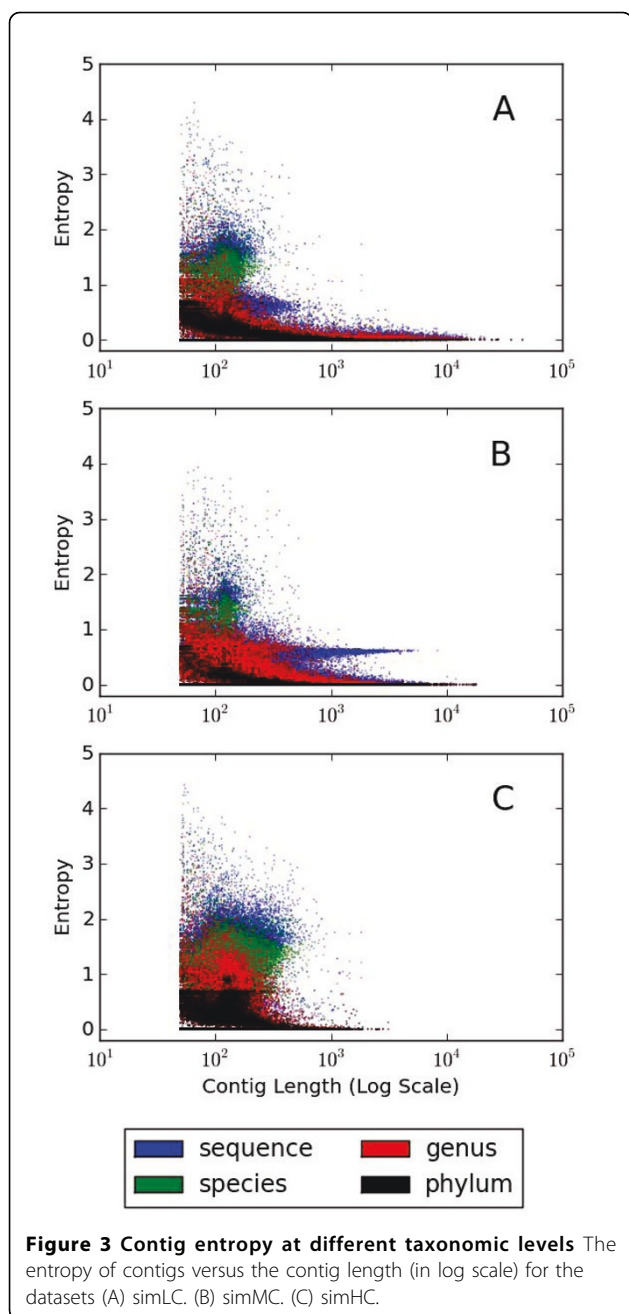 5
4
3
2
1
0
Entropy
A
10¹
10²
10³
10⁴
10⁵
5
4
3
2
1
0
Entropy
B
10¹
10²
10³
10⁴
10⁵
5
4
3
2
1
0
Entropy
C
10¹
10²
10³
10⁴
10⁵
Contig Length (Log Scale)
sequence
genus
species
phylum
Figure 3 Contig entropy at different taxonomic levels The
entropy of contigs versus the contig length (in log scale) for the
datasets (A) simLC. (B) simMC. (C) simHC.